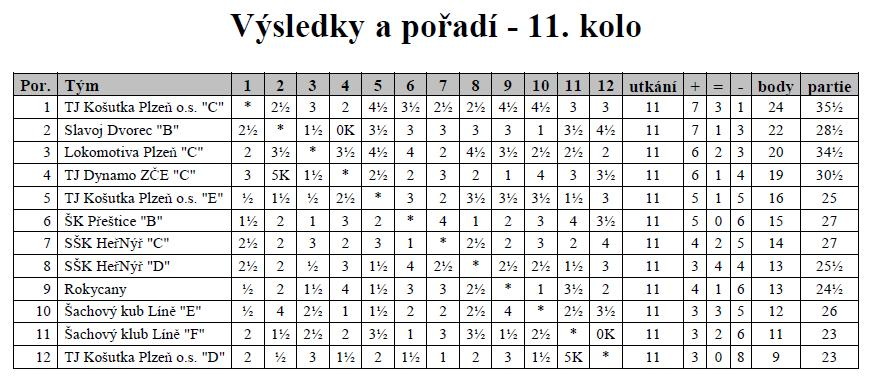 Výsledky a pořadí - 11. kolo
Por. Tým 1 2 3 4 5 6 7 8 9 10 11 12 utkání + = - body partie
1 TJ Košutka Plzeň o.s. "C" * 2½ 3 2 4½ 3½ 2½ 2½ 4½ 4½ 3 3 11 7 3 1 24 35½
2 Slavoj Dvorec "B" 2½ * 1½ 0K 3½ 3 3 3 3 1 3½ 4½ 11 7 1 3 22 28½
3 Lokomotiva Plzeň "C" 2 3½ * 3½ 4½ 4 2 4½ 3½ 2½ 2½ 2 11 6 2 3 20 34½
4 TJ Dynamo ZČE "C" 3 5K 1½ * 2½ 2 3 2 1 4 3 3½ 11 6 1 4 19 30½
5 TJ Košutka Plzeň o.s. "E" ½ 1½ ½ 2½ * 3 2 3½ 3½ 3½ 1½ 3 11 5 1 5 16 25
6 ŠK Přeštice "B" 1½ 2 1 3 2 * 4 1 2 3 4 3½ 11 5 0 6 15 27
7 SŠK HeřNýř "C" 2½ 2 3 2 3 1 * 2½ 2 3 2 4 11 4 2 5 14 27
8 SŠK HeřNýř "D" 2½ 2 ½ 3 1½ 4 2½ * 2½ 2½ 1½ 3 11 3 4 4 13 25½
9 Rokycany ½ 2 1½ 4 1½ 3 3 2½ * 1 3½ 2 11 4 1 6 13 24½
10 Šachový kub Líně "E" ½ 4 2½ 1 1½ 2 2 2½ 4 * 2½ 3½ 11 3 3 5 12 26
11 Šachový klub Líně "F" 2 1½ 2½ 2 3½ 1 3 3½ 1½ 2½ * 0K 11 3 2 6 11 23
12 TJ Košutka Plzeň o.s. "D" 2 ½ 3 1½ 2 1½ 1 2 3 1½ 5K * 11 3 0 8 9 23